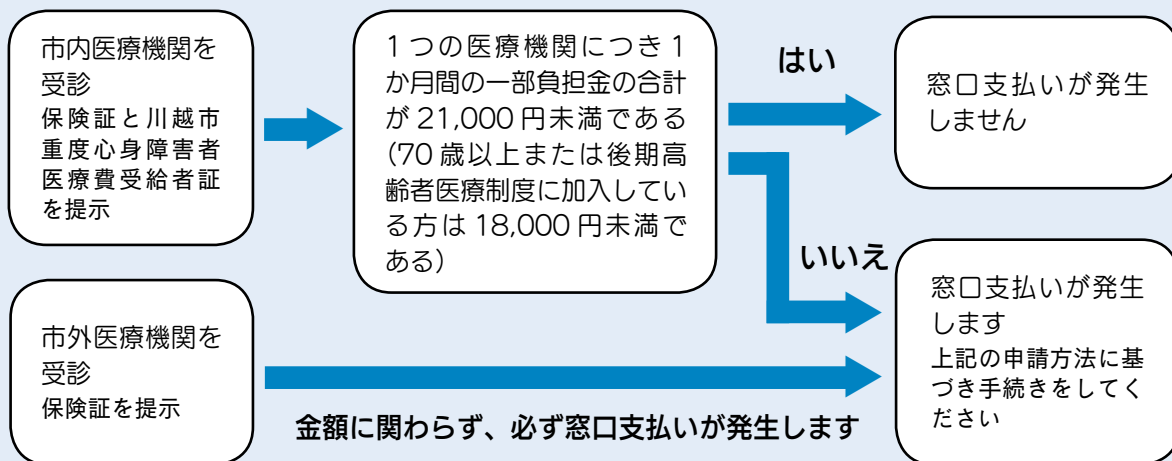 市内医療機関を
受診
保険証と川越市
重度心身障害者
医療費受給者証
を提示
1つの医療機関につき1
か月間の一部負担金の合計
が21,000円未満である
(70歳以上または後期高
齢者医療制度に加入してい
る方は18,000円未満で
ある)
はい
窓口支払いが発生
しません
いいえ
窓口支払いが発生
します
上記の申請方法に基
づき手続きをしてく
ださい
市外医療機関を
受診
保険証を提示
金額に関わらず、必ず窓口支払いが発生します